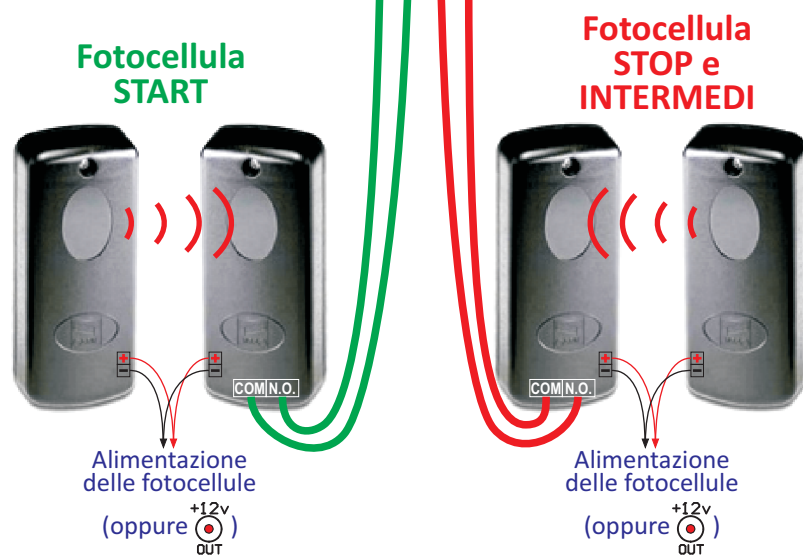 Fotocellula
START
Fotocellula
STOP e
INTERMEDI
+
−
+
−
COM N.O.
Alimentazione
delle fotocellule
(oppure +12v OUT)
COM N.O.
+
−
+
−
Alimentazione
delle fotocellule
(oppure +12v OUT)